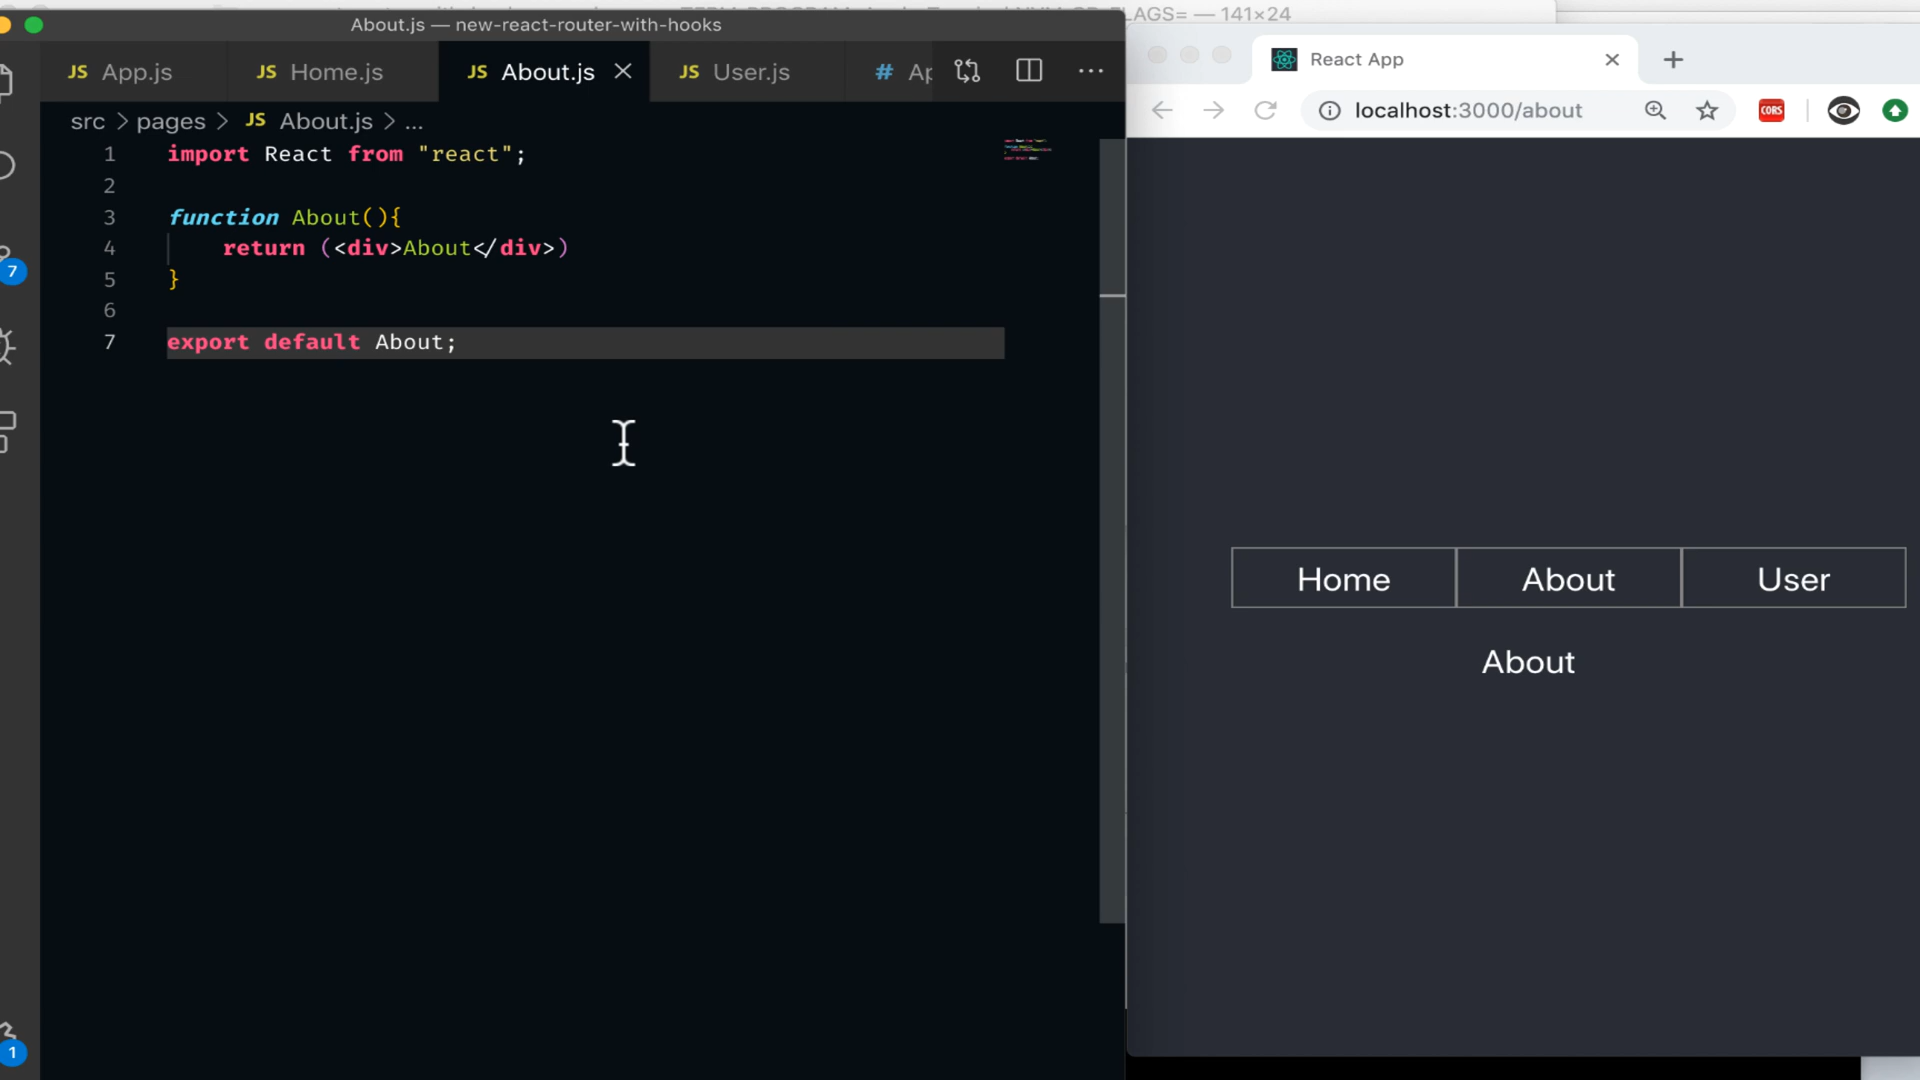 About.js — new-react-router-with-hooks
FLAGS= — 141×24
JS App.js
JS Home.js
JS About.js
JS User.js
# Ap
src > pages > JS About.js > ...
1 import React from "react";
2
3 function About(){
4 return (<div>About</div>)
5 }
6
7 export default About;
7
1
React App
localhost:3000/about
CORS
Home
About
User
About